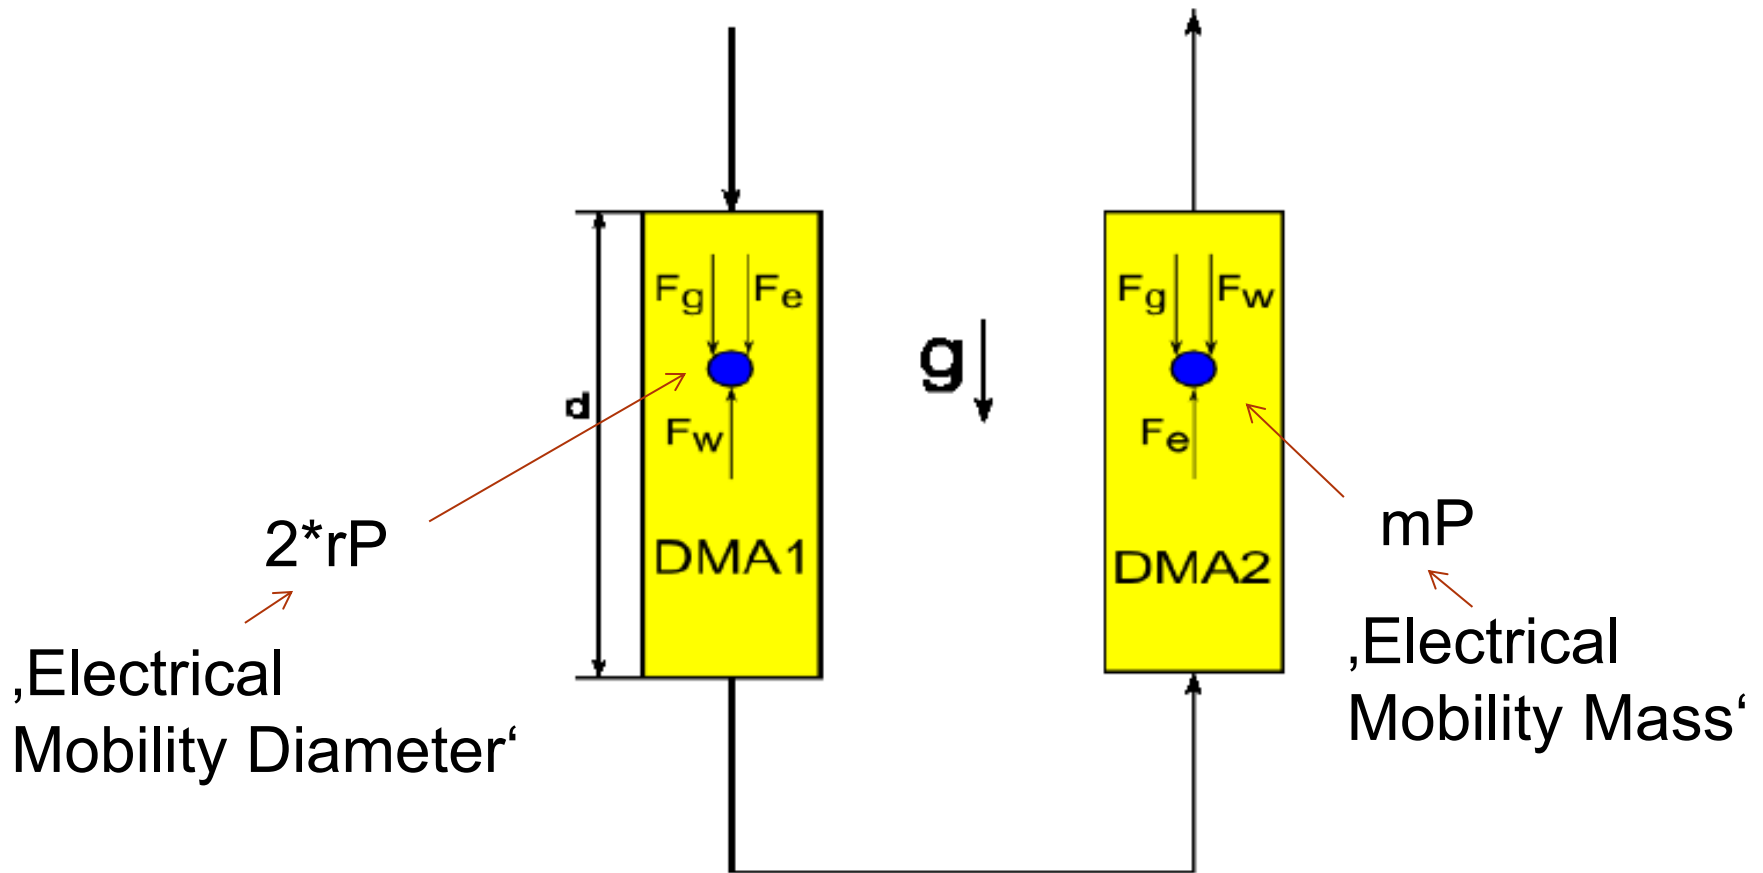 Fg Fe
Fw
d
DMA1
g
Fg Fw
Fe
DMA2
2*rP
‚Electrical
Mobility Diameter‘
mP
‚Electrical
Mobility Mass‘